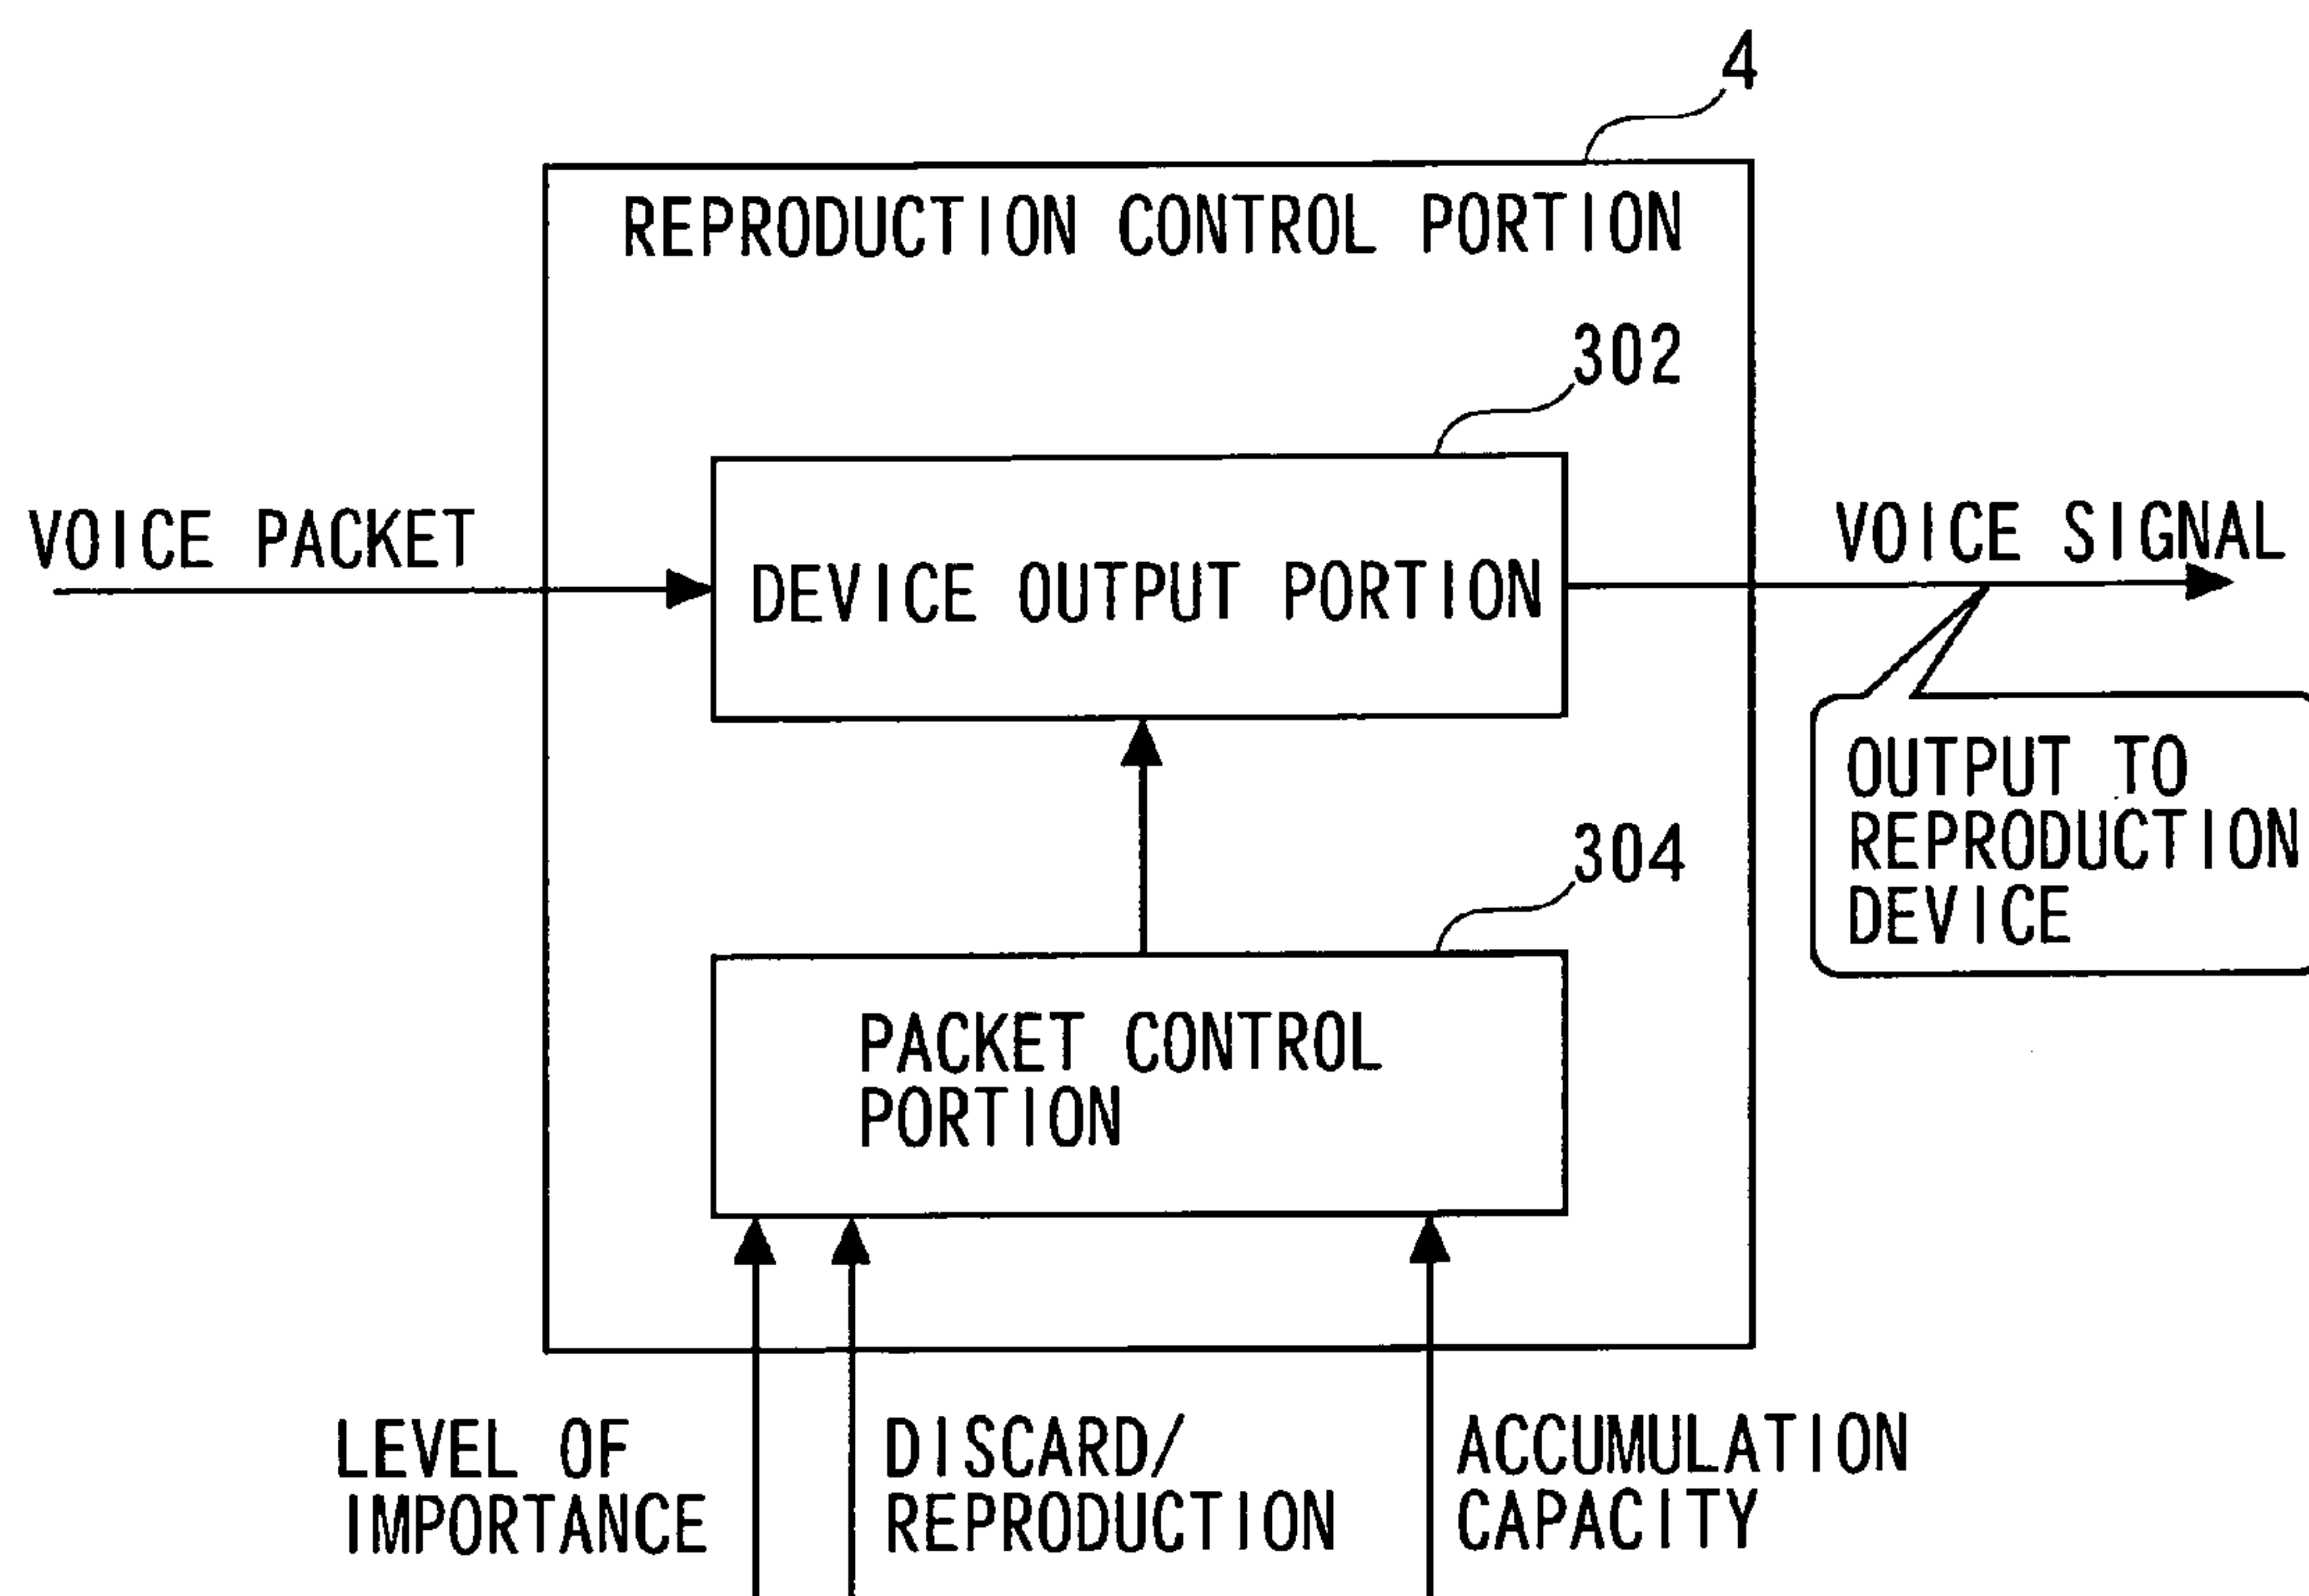 4
REPRODUCTION CONTROL PORTION
302
VOICE PACKET
DEVICE OUTPUT PORTION
VOICE SIGNAL
OUTPUT TO
REPRODUCTION
DEVICE
304
PACKET CONTROL
PORTION
LEVEL OF
IMPORTANCE
DISCARD/
REPRODUCTION
ACCUMULATION
CAPACITY